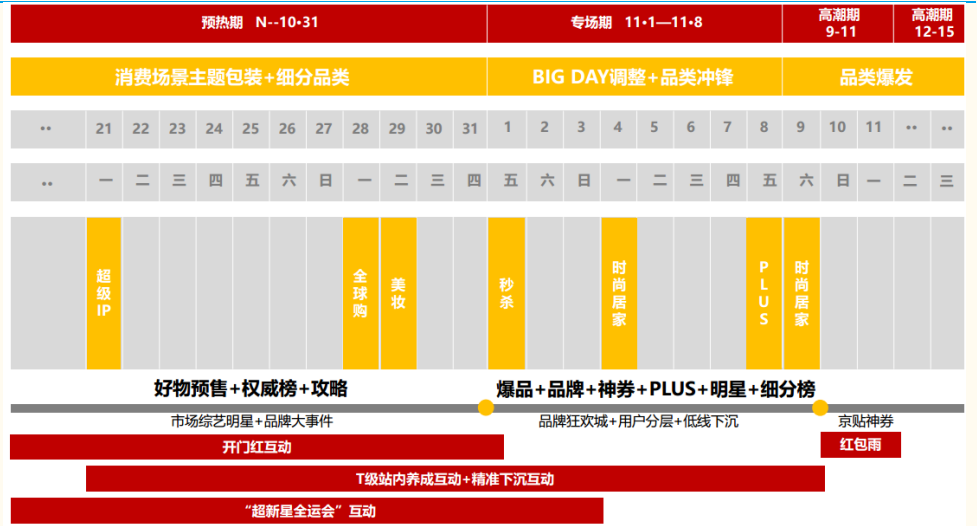 预热期 N--10·31 专场期 11·1—11·8 高潮期 高潮期
9-11 12-15
消费场景主题包装+细分品类 BIG DAY调整+品类冲锋 品类爆发
·· 21 22 23 24 25 26 27 28 29 30 31 1 2 3 4 5 6 7 8 9 10 11 ·· ··
·· 一 二 三 四 五 六 日 一 二 三 四 五 六 日 一 二 三 四 五 六 日 一 二 三
超级IP
全球购
美妆
秒杀
时尚居家
PLUS
时尚居家
好物预售+权威榜+攻略 爆品+品牌+神券+PLUS+明星+细分榜
市场综艺明星+品牌大事件 品牌狂欢城+用户分层+低线下沉 京贴神券
开门红互动 红包雨
T级站内养成互动+精准下沉互动
“超新星全运会”互动